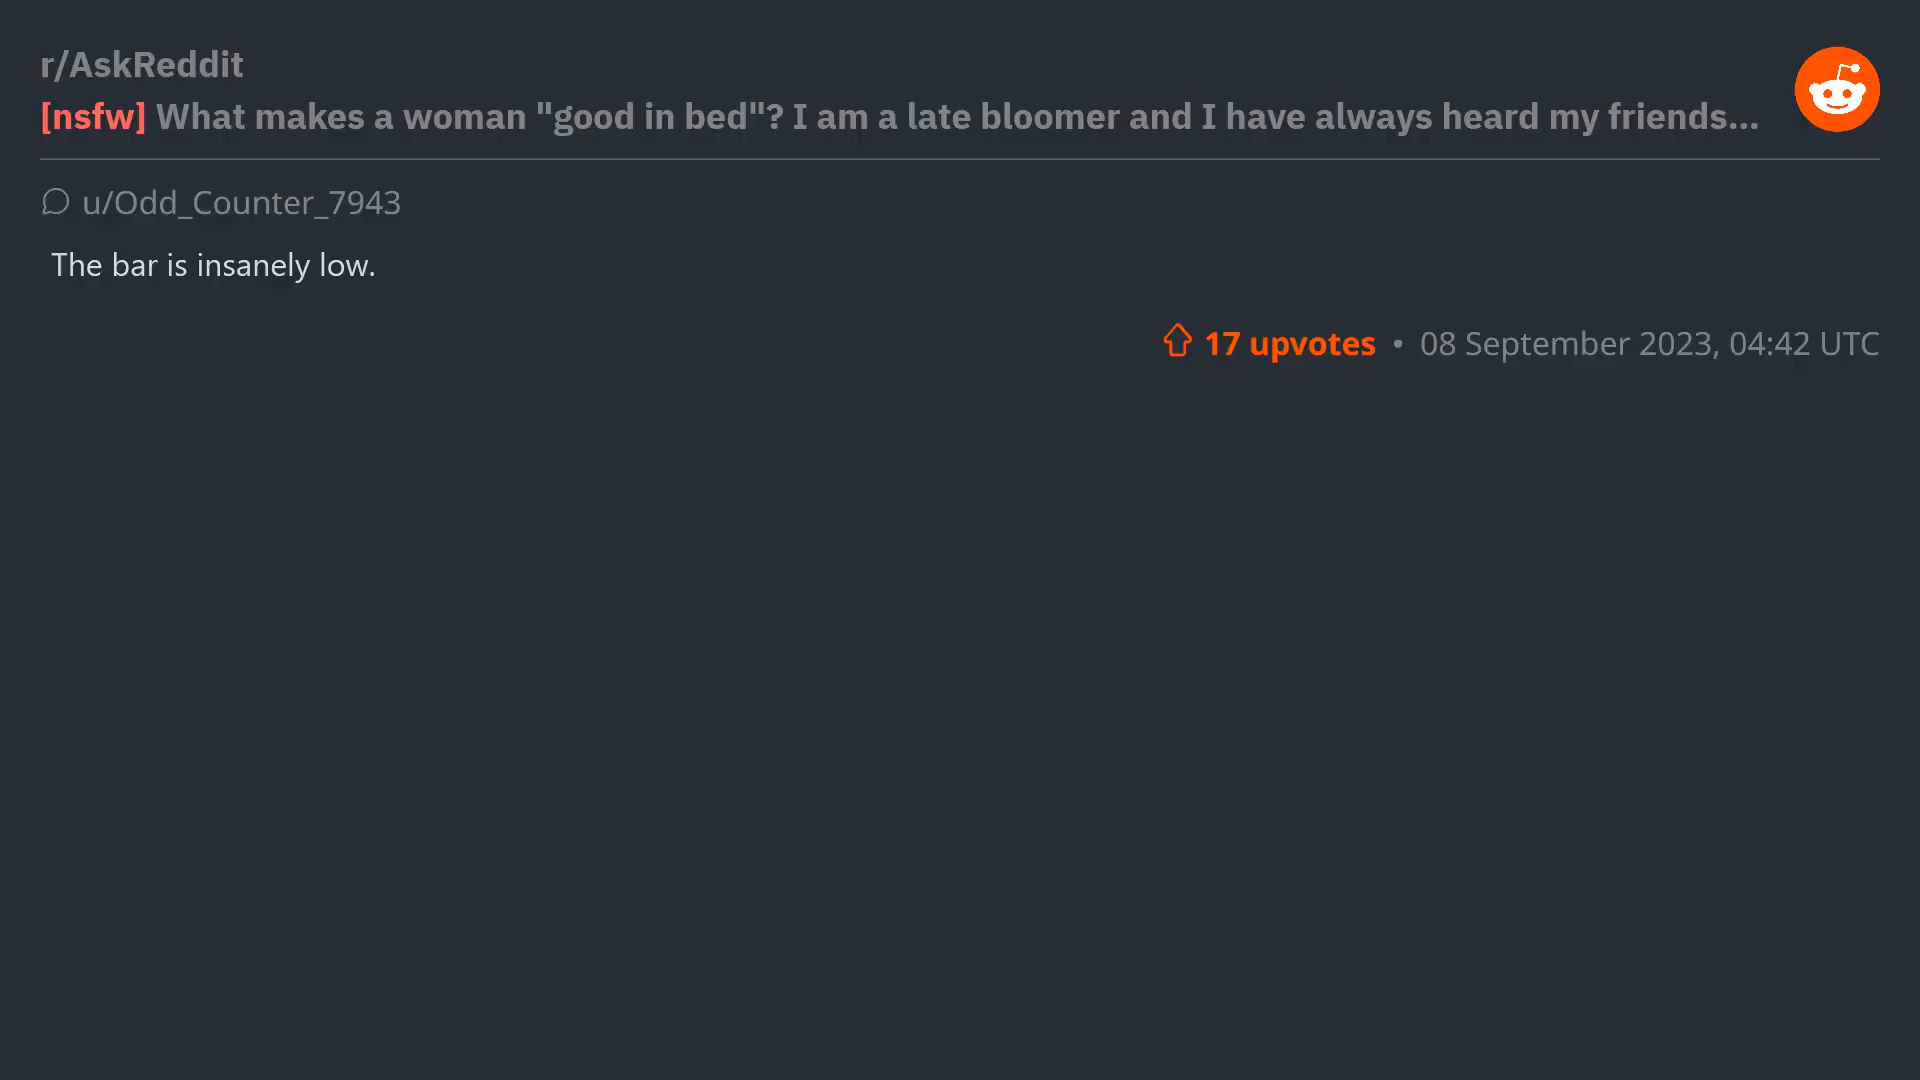 r/AskReddit
[nsfw] What makes a woman "good in bed"? I am a late bloomer and I have always heard my friends...
u/Odd_Counter_7943
The bar is insanely low.
17 upvotes • 08 September 2023, 04:42 UTC